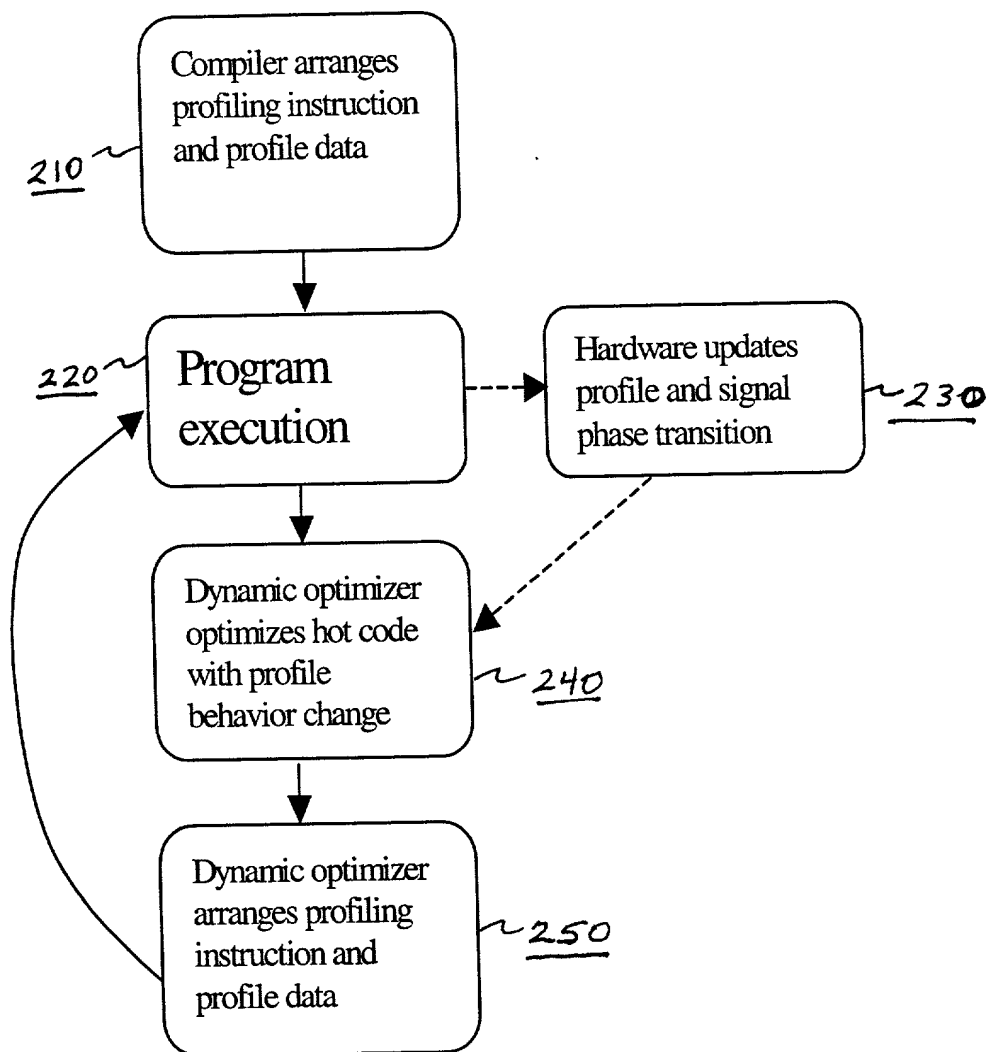 Compiler arranges
profiling instruction
and profile data
210
Program
execution
220
Hardware updates
profile and signal
phase transition
230
Dynamic optimizer
optimizes hot code
with profile
behavior change
240
Dynamic optimizer
arranges profiling
instruction and
profile data
250